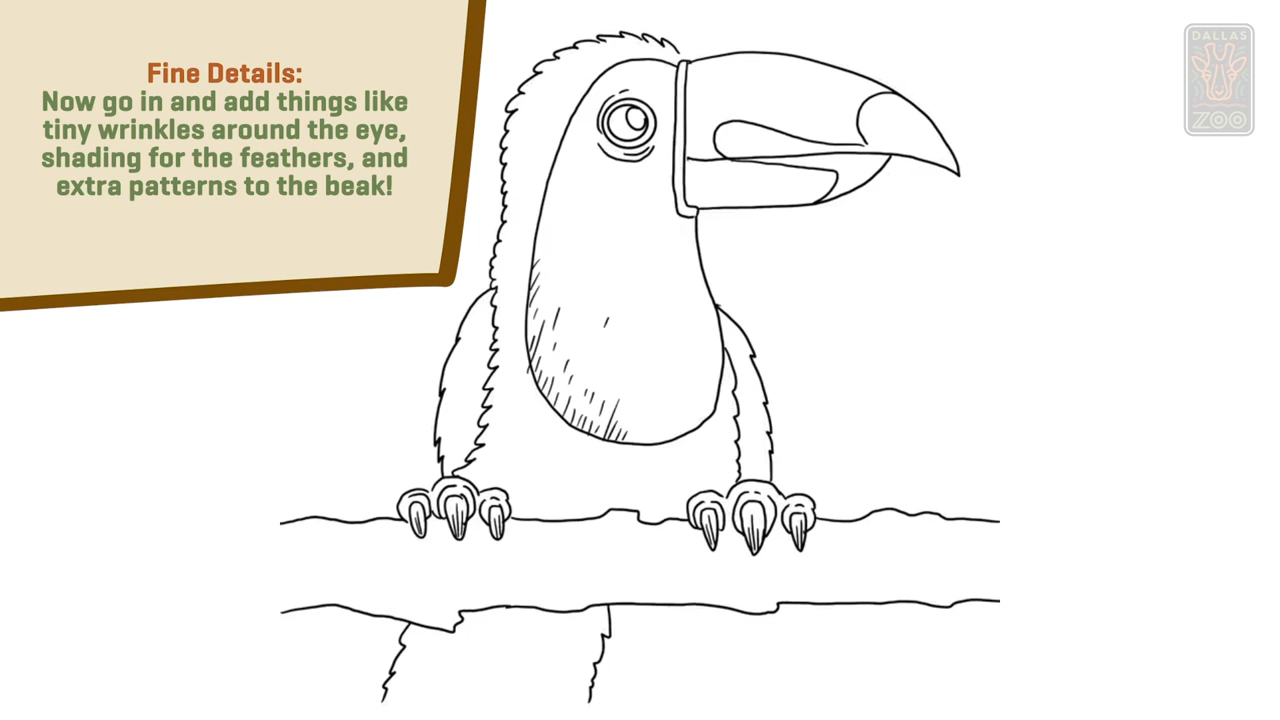 Fine Details:
Now go in and add things like
tiny wrinkles around the eye,
shading for the feathers, and
extra patterns to the beak!
DALLAS
ZOO